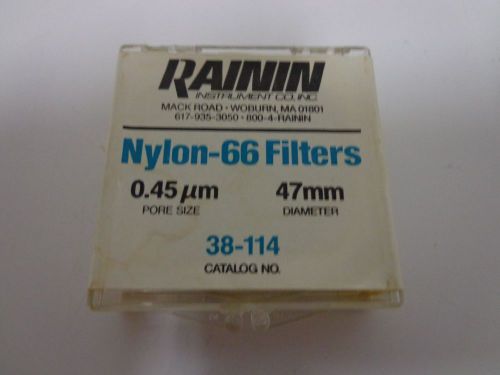 RAININ
INSTRUMENT CO., INC.
MACK ROAD • WOBURN, MA 01801
617-935-3050 • 800-4-RAININ
Nylon-66 Filters
0.45 µm 47mm
PORE SIZE DIAMETER
38-114
CATALOG NO.